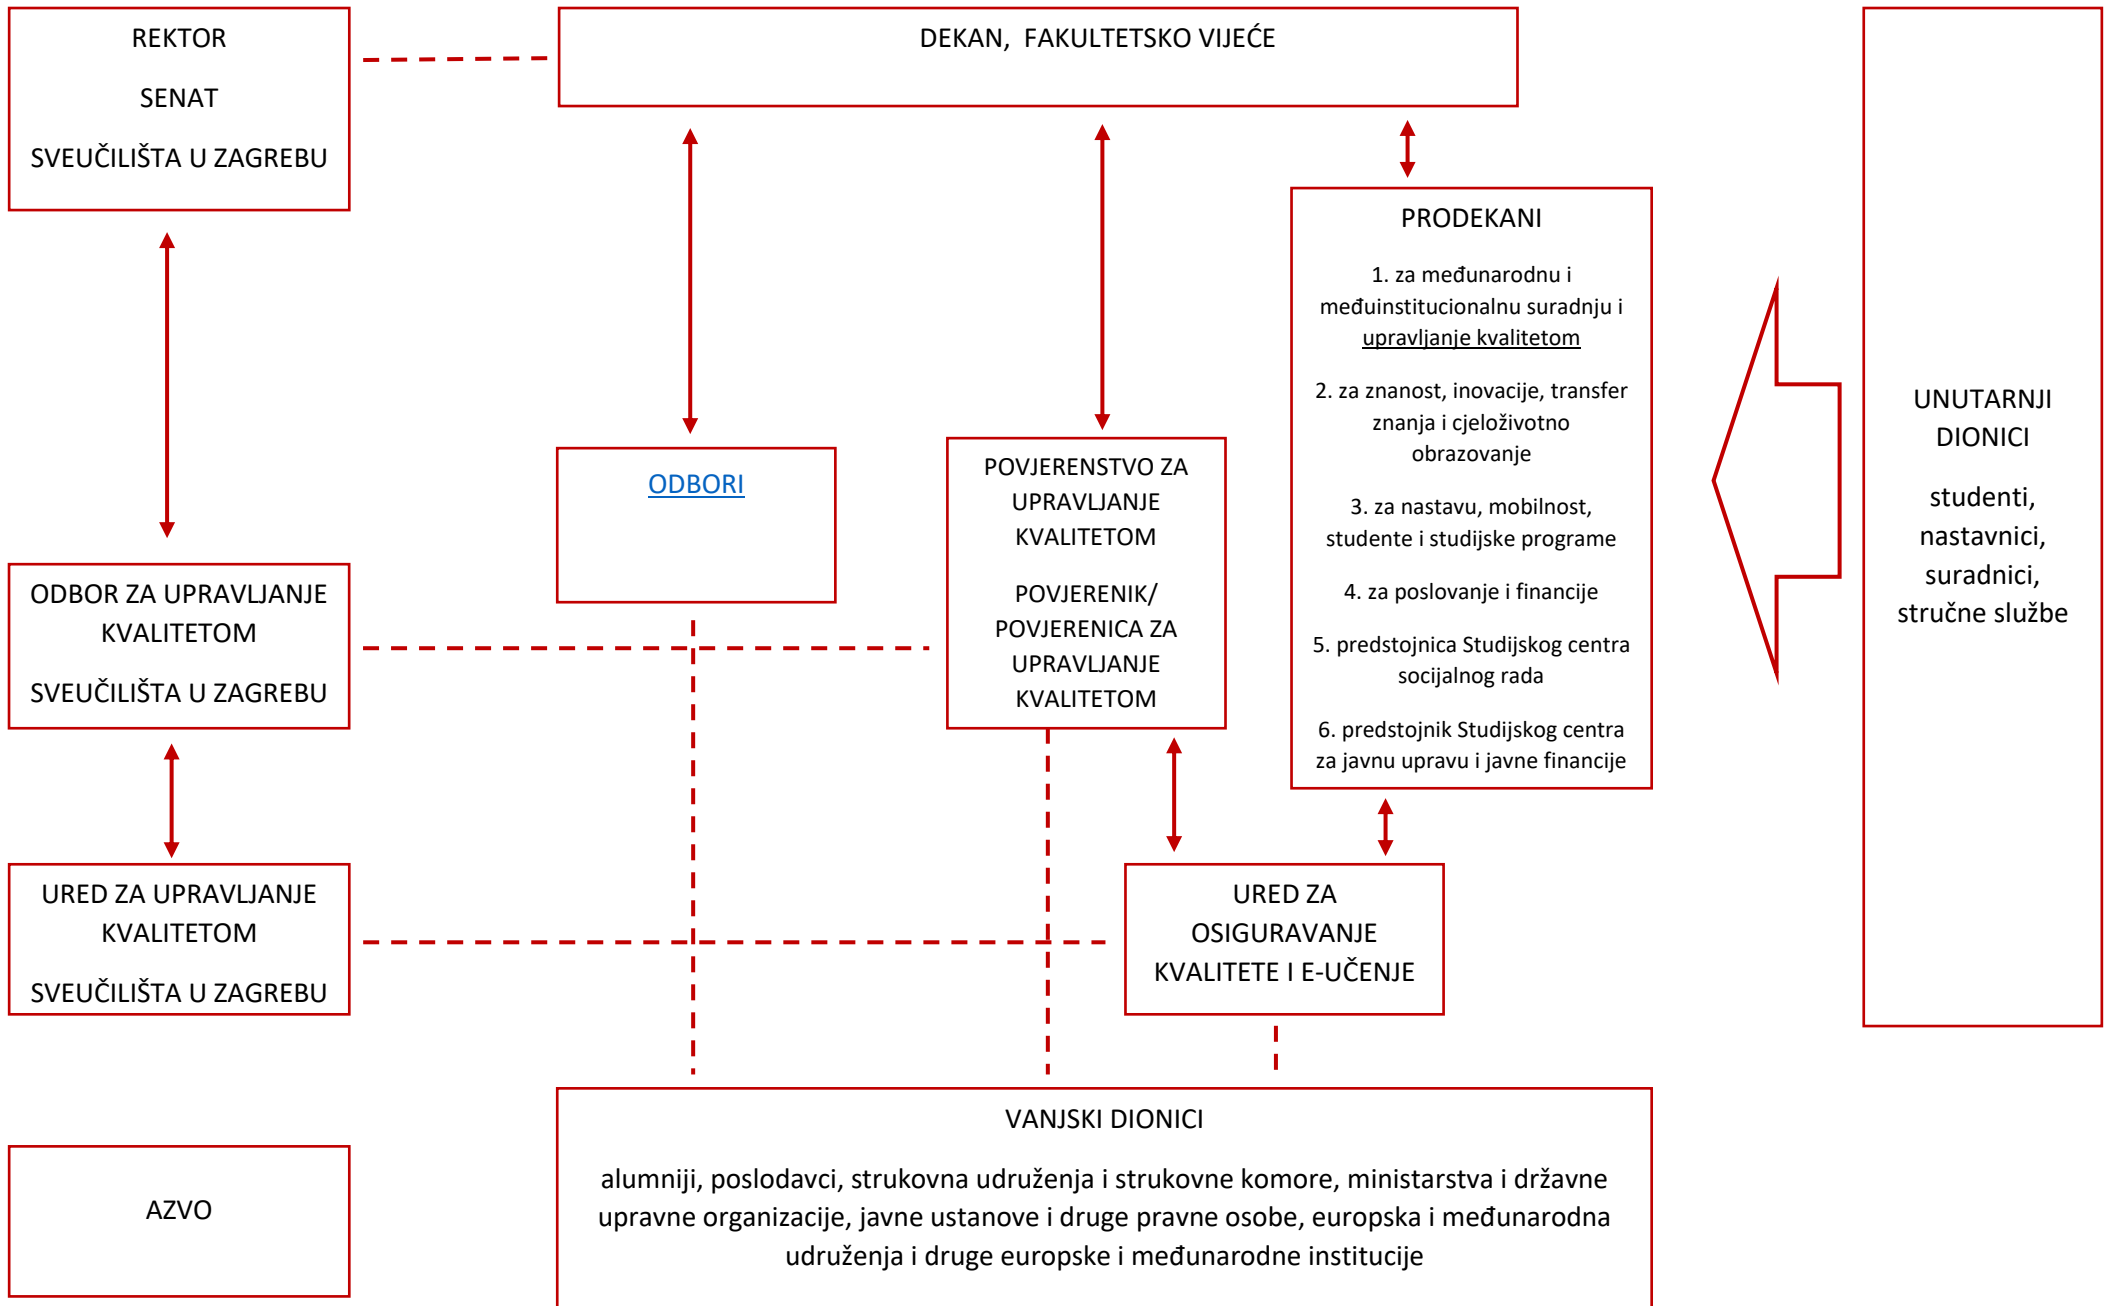 REKTOR
SENAT
SVEUČILIŠTA U ZAGREBU
DEKAN, FAKULTETSKO VIJEĆE
PRODEKANI
1. za međunarodnu i
međuinstitucionalnu suradnju i
upravljanje kvalitetom
2. za znanost, inovacije, transfer
znanja i cjeloživotno
obrazovanje
3. za nastavu, mobilnost,
studente i studijske programe
4. za poslovanje i financije
5. predstojnica Studijskog centra
socijalnog rada
6. predstojnik Studijskog centra
za javnu upravu i javne financije
UNUTARNJI
DIONICI
studenti,
nastavnici,
suradnici,
stručne službe
ODBORI
POVJERENSTVO ZA
UPRAVLJANJE
KVALITETOM
POVJERENIK/
POVJERENICA ZA
UPRAVLJANJE
KVALITETOM
ODBOR ZA UPRAVLJANJE
KVALITETOM
SVEUČILIŠTA U ZAGREBU
URED ZA UPRAVLJANJE
KVALITETOM
SVEUČILIŠTA U ZAGREBU
URED ZA
OSIGURAVANJE
KVALITETE I E-UČENJE
AZVO
VANJSKI DIONICI
alumniji, poslodavci, strukovna udruženja i strukovne komore, ministarstva i državne
upravne organizacije, javne ustanove i druge pravne osobe, europska i međunarodna
udruženja i druge europske i međunarodne institucije